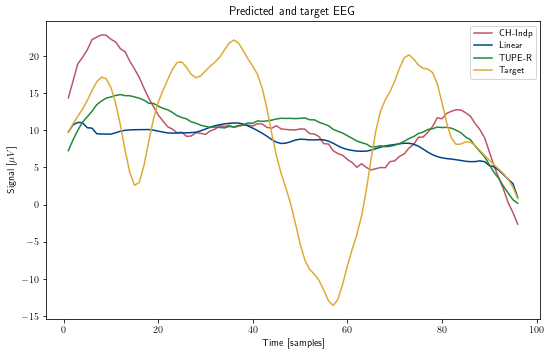 Predicted and target EEG
CH-Indp
Linear
TUPE-R
Target
Signal [μV]
20
15
10
5
0
−5
−10
−15
0 20 40 60 80 100
Time [samples]